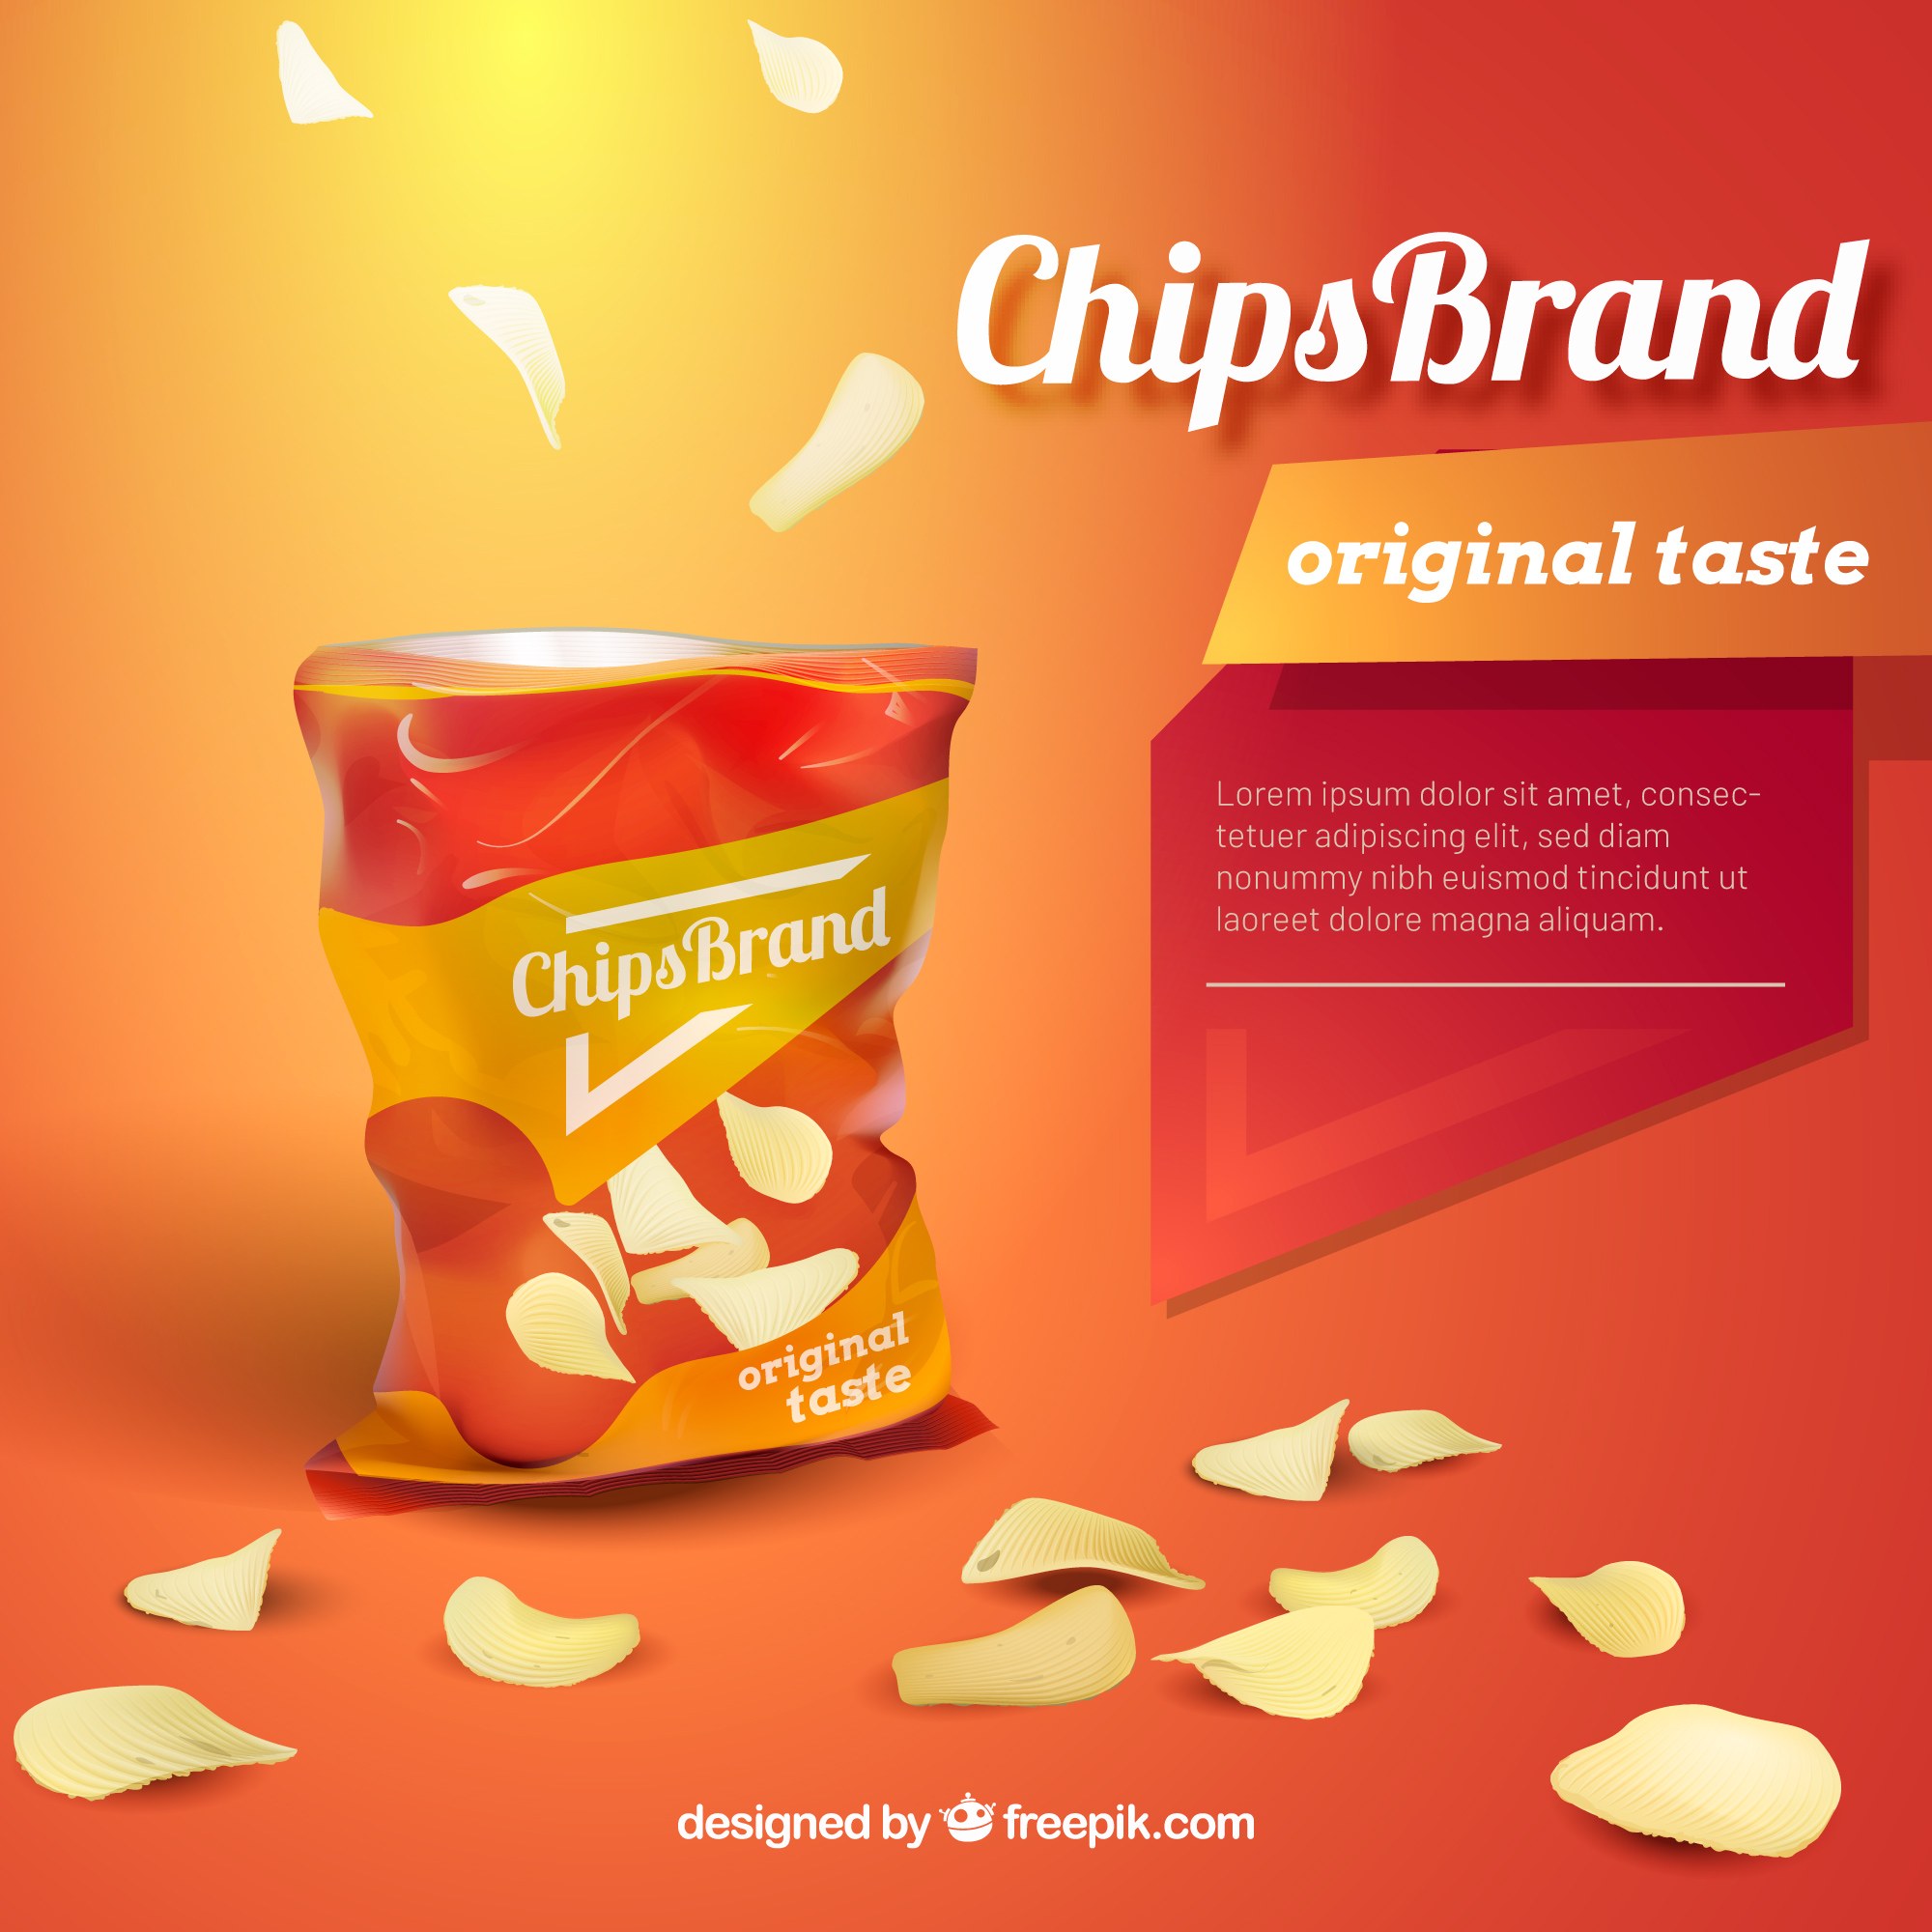 ChipsBrand
original taste
Lorem ipsum dolor sit amet, consec-
tetuer adipiscing elit, sed diam
nonummy nibh euismod tincidunt ut
laoreet dolore magna aliquam.
ChipsBrand
original
taste
designed by freepik.com